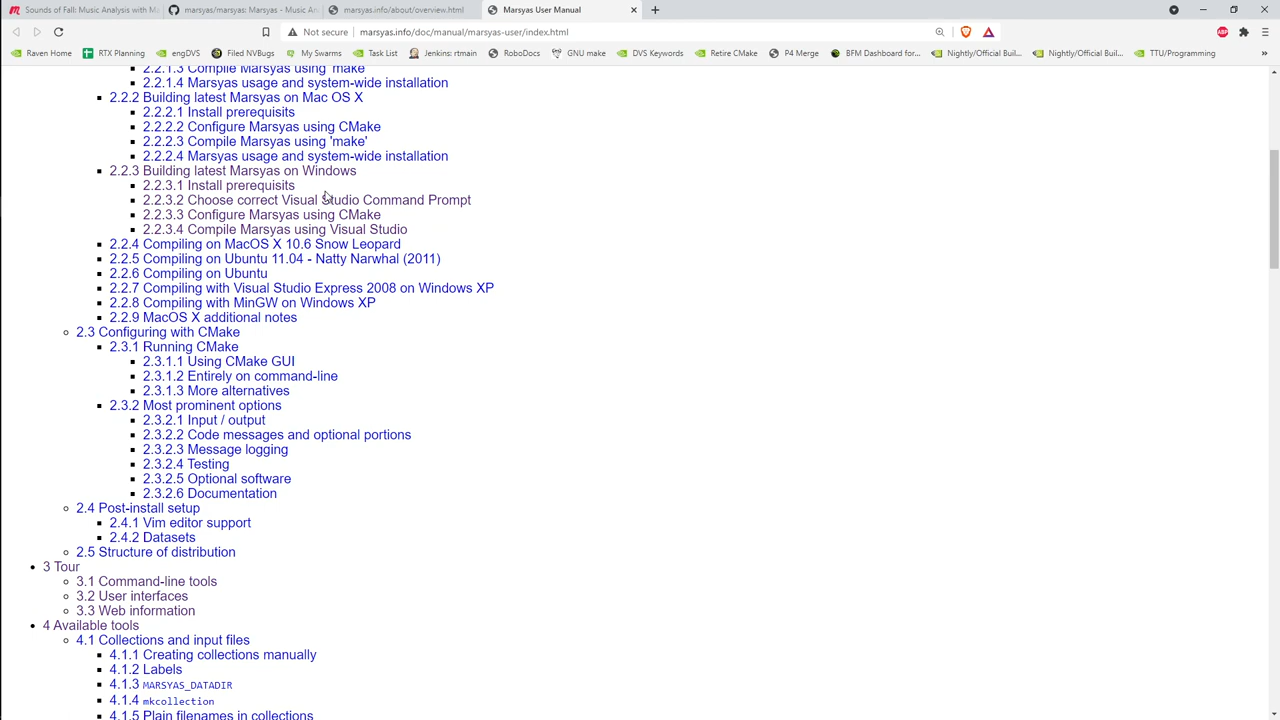 Sounds of Fall: Music Analysis with M
marsyas/marsyas: Marsyas - Music An
marsyas.info/about/overview.html
Marsyas User Manual
Not secure
marsyas.info/doc/manual/marsyas-user/index.html
Raven Home
RTX Planning
engDVS
Filed NVBugs
My Swarms
Task List
Jenkins: rtmain
RoboDocs
GNU make
DVS Keywords
Retire CMake
P4 Merge
BFM Dashboard for...
Nightly/Official Buil...
Nightly/Official Buil...
TTU/Programming
2.2.1.3 Compile Marsyas using 'make'
2.2.1.4 Marsyas usage and system-wide installation
2.2.2 Building latest Marsyas on Mac OS X
2.2.2.1 Install prerequisits
2.2.2.2 Configure Marsyas using CMake
2.2.2.3 Compile Marsyas using 'make'
2.2.2.4 Marsyas usage and system-wide installation
2.2.3 Building latest Marsyas on Windows
2.2.3.1 Install prerequisits
2.2.3.2 Choose correct Visual Studio Command Prompt
2.2.3.3 Configure Marsyas using CMake
2.2.3.4 Compile Marsyas using Visual Studio
2.2.4 Compiling on MacOS X 10.6 Snow Leopard
2.2.5 Compiling on Ubuntu 11.04 - Natty Narwhal (2011)
2.2.6 Compiling on Ubuntu
2.2.7 Compiling with Visual Studio Express 2008 on Windows XP
2.2.8 Compiling with MinGW on Windows XP
2.2.9 MacOS X additional notes
2.3 Configuring with CMake
2.3.1 Running CMake
2.3.1.1 Using CMake GUI
2.3.1.2 Entirely on command-line
2.3.1.3 More alternatives
2.3.2 Most prominent options
2.3.2.1 Input / output
2.3.2.2 Code messages and optional portions
2.3.2.3 Message logging
2.3.2.4 Testing
2.3.2.5 Optional software
2.3.2.6 Documentation
2.4 Post-install setup
2.4.1 Vim editor support
2.4.2 Datasets
2.5 Structure of distribution
3 Tour
3.1 Command-line tools
3.2 User interfaces
3.3 Web information
4 Available tools
4.1 Collections and input files
4.1.1 Creating collections manually
4.1.2 Labels
4.1.3 MARSYAS_DATADIR
4.1.4 mkcollection
4.1.5 Plain filenames in collections